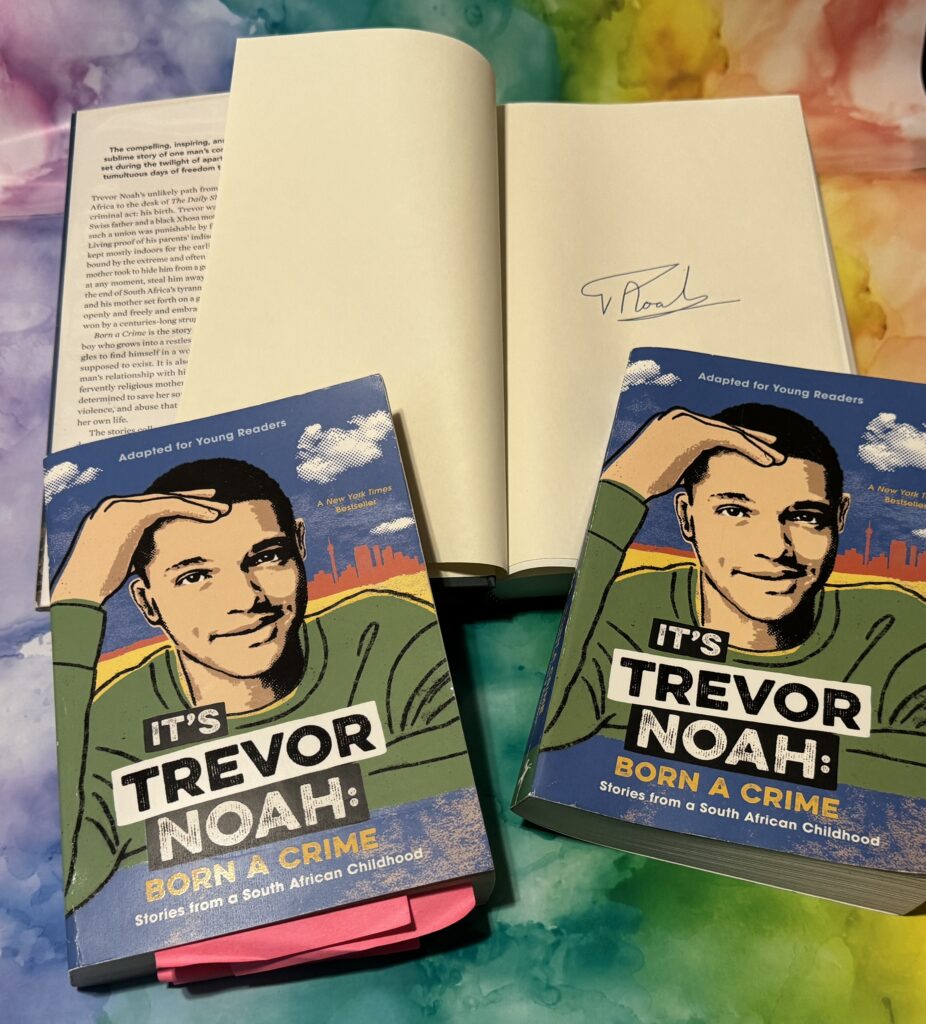 The compelling, inspiring, an
sublime story of one man's co
set during the twilight of apar
tumultuous days of freedom t
Trevor Noah's unlikely path from
Africa to the desk of The Daily Sh
criminal act: his birth. Trevor wa
Swiss father and a black Xhosa mo
such a union was punishable by f
Living proof of his parents' indis
kept mostly indoors for the earli
bound by the extreme and often
mother took to hide him from a g
at any moment, steal him away
the end of South Africa's tyrann
and his mother set forth on a g
openly and freely and embra
won by a centuries-long stru
Born a Crime is the story
boy who grows into a restles
gles to find himself in a wo
supposed to exist. It is als
man's relationship with hi
fervently religious mother
determined to save her so
violence, and abuse that
her own life.
The stories coll
T Noah
Adapted for Young Readers
A New York Times
Bestseller
IT'S
TREVOR
NOAH:
BORN A CRIME
Stories from a South African Childhood
Adapted for Young Readers
A New York T
Bestse
IT'S
TREVOR
NOAH:
BORN A CRIME
Stories from a South African Childhood